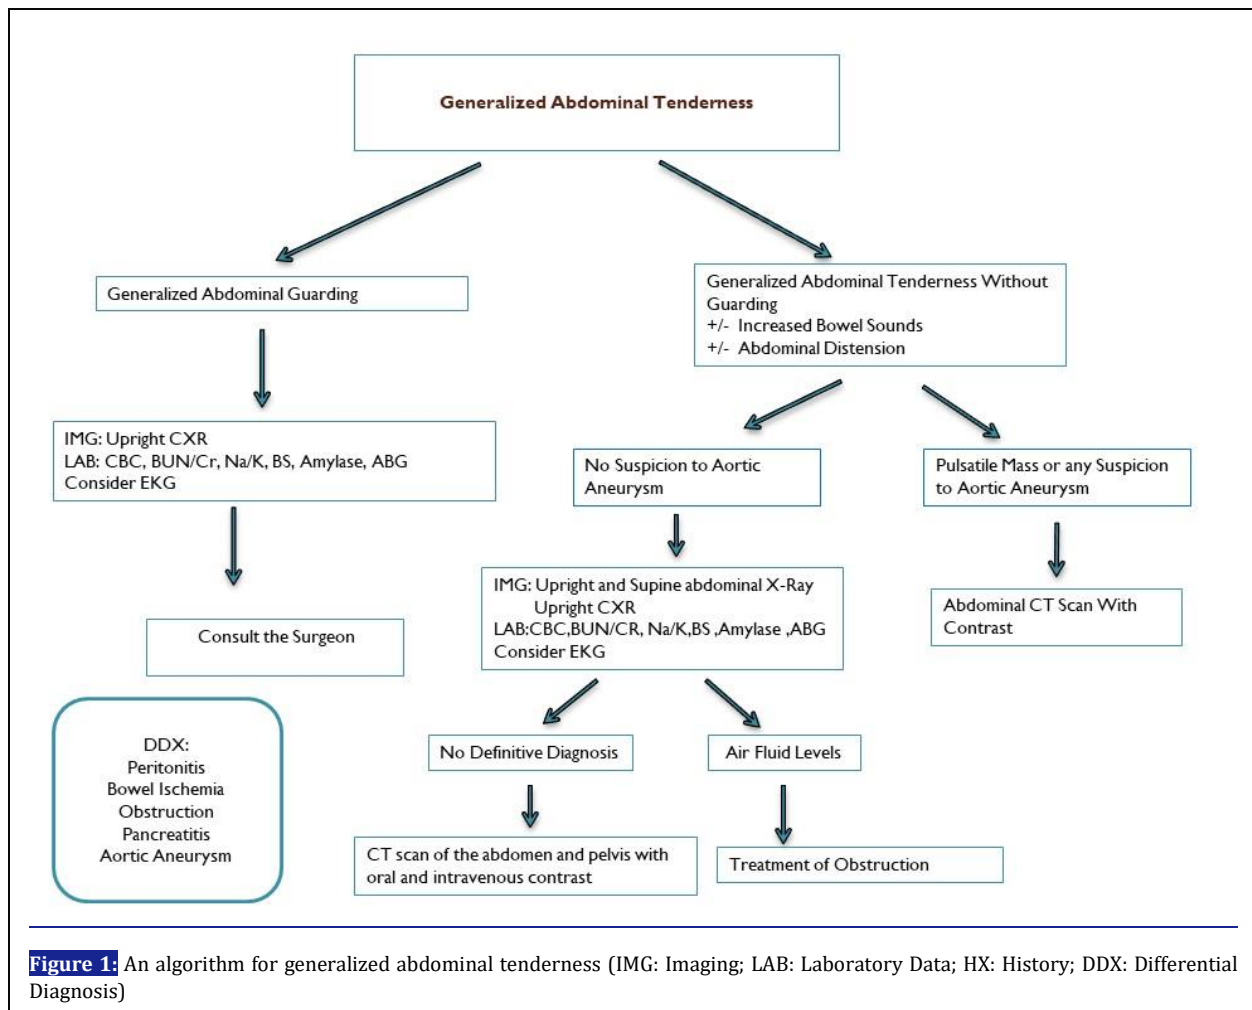 Generalized Abdominal Tenderness
Generalized Abdominal Guarding
Generalized Abdominal Tenderness Without
Guarding
+/- Increased Bowel Sounds
+/- Abdominal Distension
IMG: Upright CXR
LAB: CBC, BUN/Cr, Na/K, BS, Amylase, ABG
Consider EKG
No Suspicion to Aortic
Aneurysm
Pulsatile Mass or any Suspicion
to Aortic Aneurysm
Consult the Surgeon
IMG: Upright and Supine abdominal X-Ray
Upright CXR
LAB:CBC,BUN/CR, Na/K,BS ,Amylase ,ABG
Consider EKG
Abdominal CT Scan With
Contrast
DDX:
Peritonitis
Bowel Ischemia
Obstruction
Pancreatitis
Aortic Aneurysm
No Definitive Diagnosis
Air Fluid Levels
CT scan of the abdomen and pelvis with
oral and intravenous contrast
Treatment of Obstruction
Figure 1: An algorithm for generalized abdominal tenderness (IMG: Imaging; LAB: Laboratory Data; HX: History; DDX: Differential
Diagnosis)